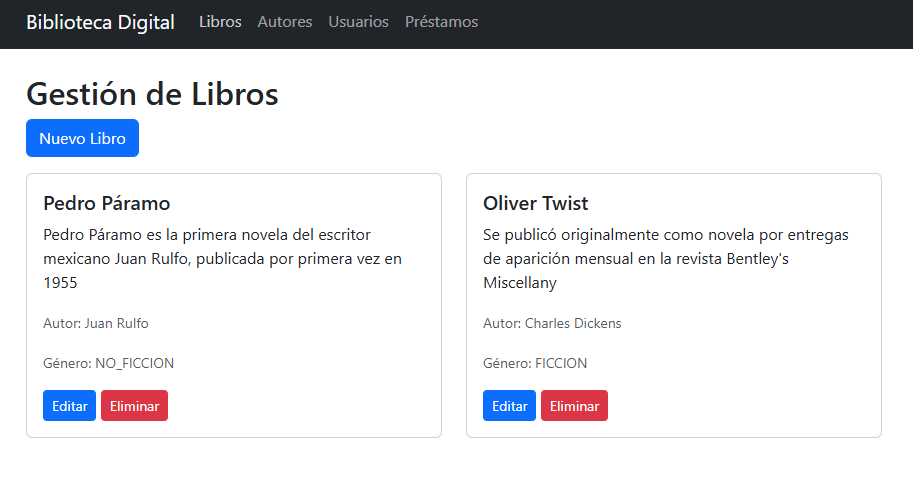 Biblioteca Digital Libros Autores Usuarios Préstamos
Gestión de Libros
Nuevo Libro
Pedro Páramo
Pedro Páramo es la primera novela del escritor
mexicano Juan Rulfo, publicada por primera vez en
1955
Autor: Juan Rulfo
Género: NO_FICCION
Editar Eliminar
Oliver Twist
Se publicó originalmente como novela por entregas
de aparición mensual en la revista Bentley's
Miscellany
Autor: Charles Dickens
Género: FICCION
Editar Eliminar